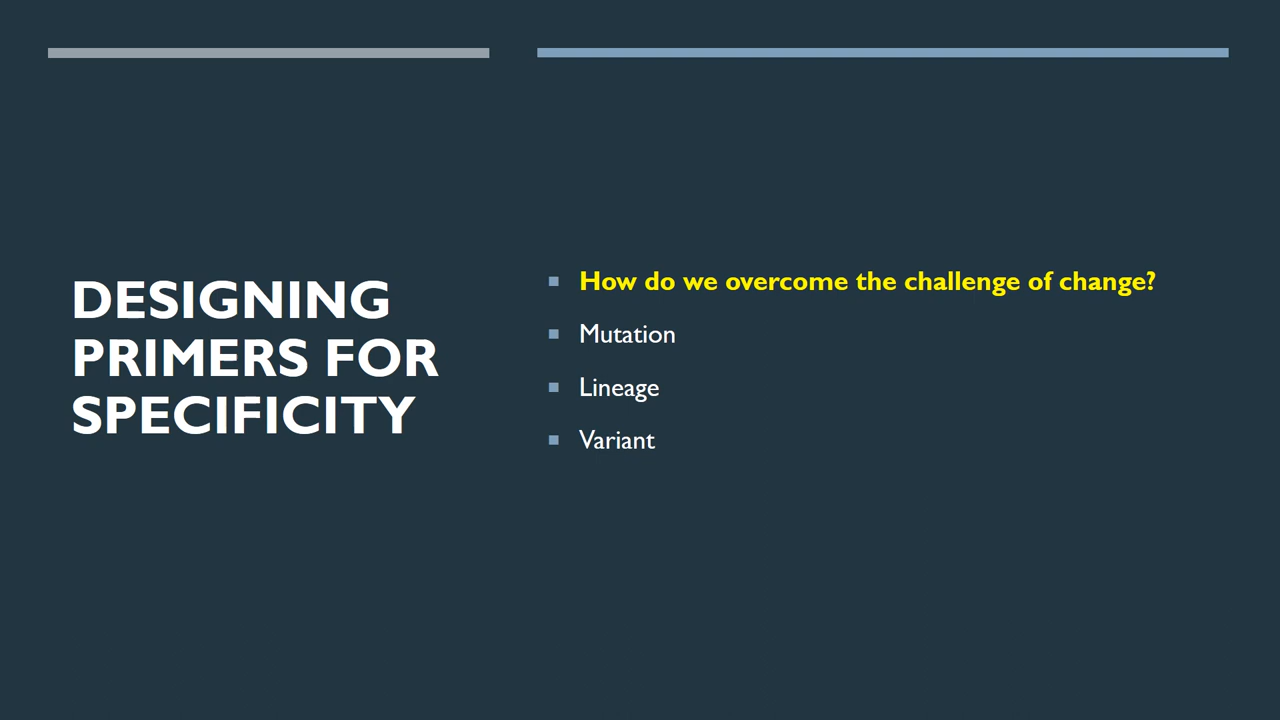 DESIGNING
PRIMERS FOR
SPECIFICITY
How do we overcome the challenge of change?
Mutation
Lineage
Variant